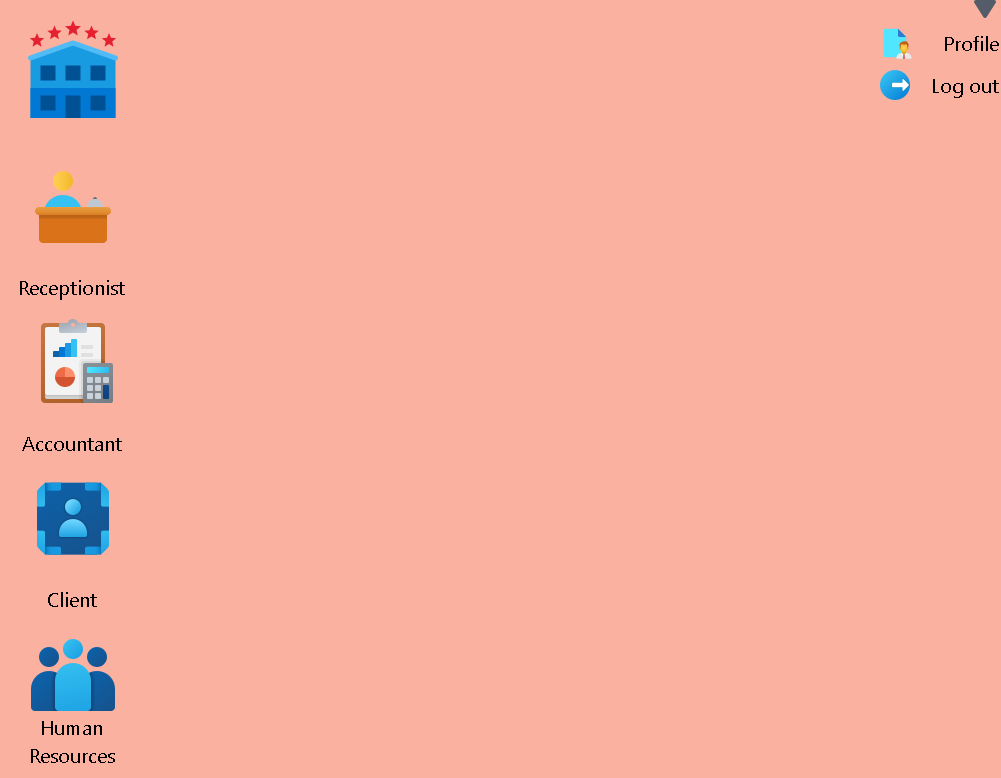 Profile
Log out
Receptionist
Accountant
Client
Human
Resources